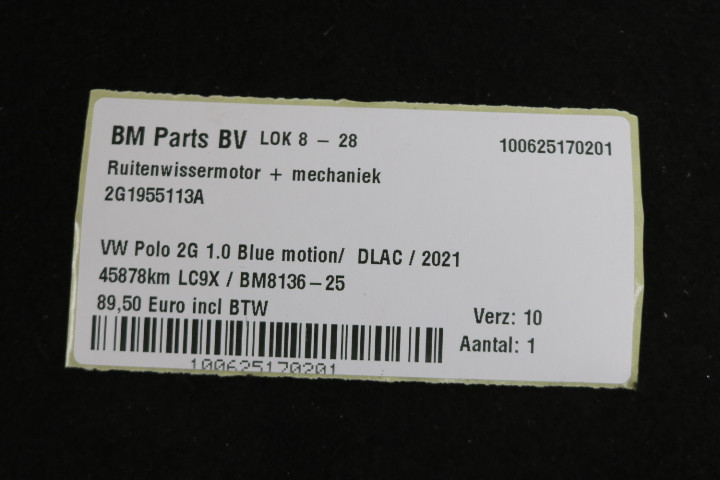 BM Parts BV LOK 8 - 28 100625170201
Ruitenwissermotor + mechaniek
2G1955113A
VW Polo 2G 1.0 Blue motion/ DLAC / 2021
45878km LC9X / BM8136-25
89,50 Euro incl BTW
Verz: 10
Aantal: 1
100625170201